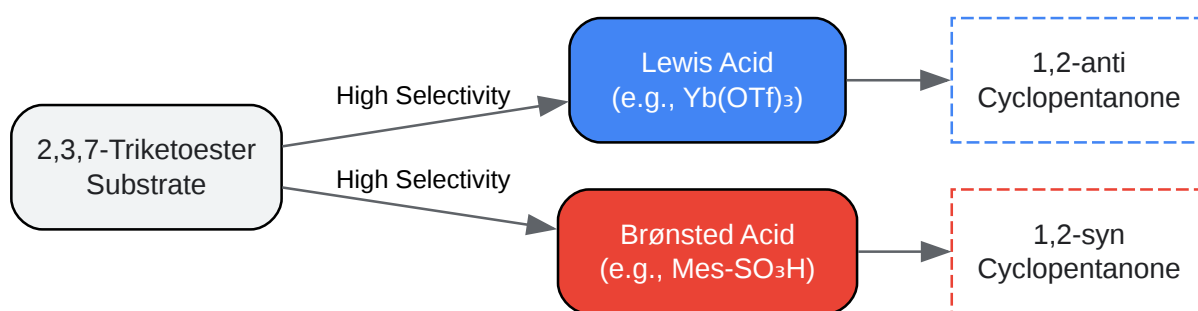 2,3,7-Triketoester
Substrate
High Selectivity
High Selectivity
Lewis Acid
(e.g., Yb(OTf)₃)
Brønsted Acid
(e.g., Mes-SO₃H)
1,2-anti
Cyclopentanone
1,2-syn
Cyclopentanone